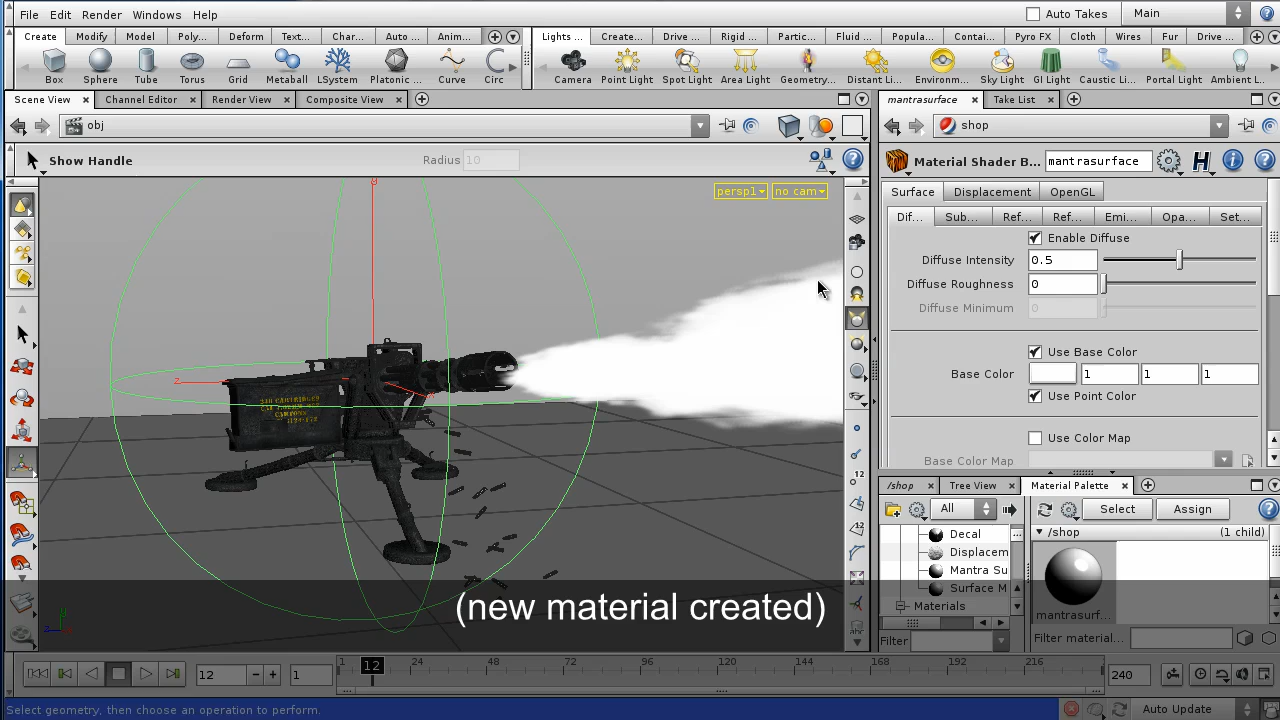 File Edit Render Windows Help Auto Takes Main
Create Modify Model Poly... Deform Text... Char... Auto ... Anim... Lights ... Create... Drive ... Rigid ... Partic... Fluid ... Popula... Contai... Pyro FX Cloth Wires Fur Drive ...
Box Sphere Tube Torus Grid Metaball LSystem Platonic ... Curve Circ Camera Point Light Spot Light Area Light Geometry... Distant Li... Environm... Sky Light GI Light Caustic Li... Portal Light Ambient L...
Scene View Channel Editor Render View Composite View mantrasurface Take List
obj shop
Show Handle Radius 10 Material Shader B... mantrasurface
persp1 no cam Surface Displacement OpenGL
Dif... Sub... Ref... Ref... Emi... Opa... Set...
Enable Diffuse
Diffuse Intensity 0.5
Diffuse Roughness 0
Diffuse Minimum 0
Use Base Color
Base Color 1 1 1
Use Point Color
Use Color Map
Base Color Map
/shop Tree View Material Palette
All Select Assign
Decal /shop (1 child)
Displacem
Mantra Su
Surface M
Materials mantrasurf...
Filter Filter material...
(new material created)
12 1 1 12 24 48 72 96 120 144 168 192 216 240
Select geometry, then choose an operation to perform. Auto Update